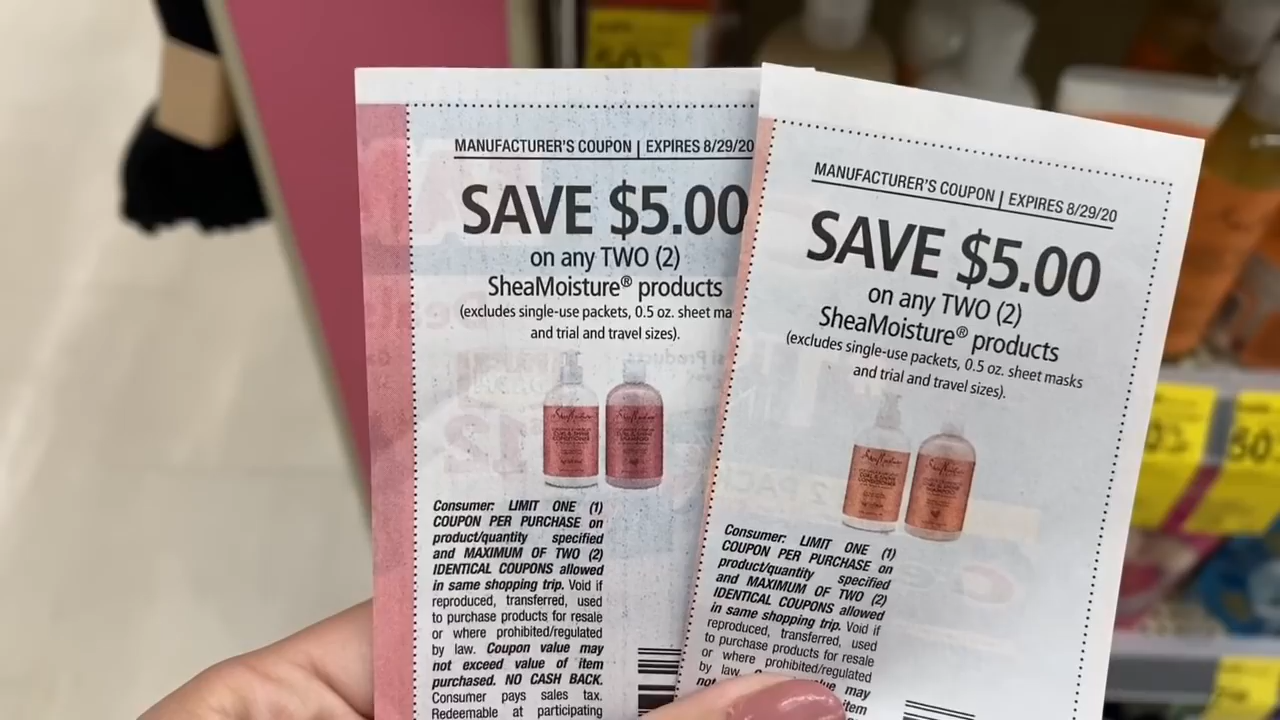 MANUFACTURER'S COUPON | EXPIRES 8/29/20
SAVE $5.00
on any TWO (2)
SheaMoisture® products
(excludes single-use packets, 0.5 oz. sheet ma
and trial and travel sizes).
Consumer: LIMIT ONE (1)
COUPON PER PURCHASE on
product/quantity specified
and MAXIMUM OF TWO (2)
IDENTICAL COUPONS allowed
in same shopping trip. Void if
reproduced, transferred, used
to purchase products for resale
or where prohibited/regulated
by law. Coupon value may
not exceed value of item
purchased. NO CASH BACK.
Consumer pays sales tax.
Redeemable at participating
MANUFACTURER'S COUPON | EXPIRES 8/29/20
SAVE $5.00
on any TWO (2)
SheaMoisture® products
(excludes single-use packets, 0.5 oz. sheet masks
and trial and travel sizes).
Consumer: LIMIT ONE (1)
COUPON PER PURCHASE on
product/quantity specified
and MAXIMUM OF TWO (2)
IDENTICAL COUPONS allowed
in same shopping trip. Void if
reproduced, transferred, used
to purchase products for resale
or where prohibited/regulated
by law. may
not item